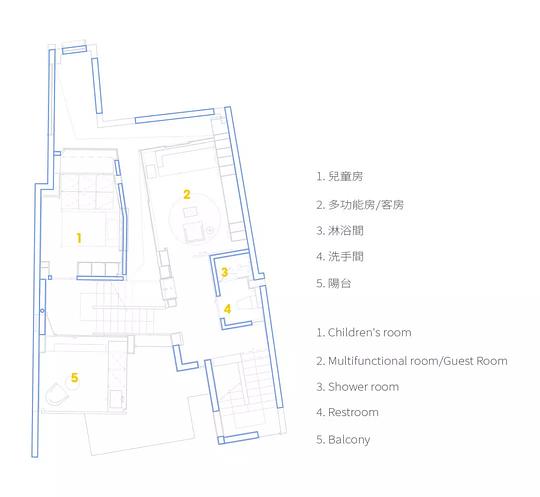 1
2
3
4
5
1. 兒童房
2. 多功能房/客房
3. 淋浴間
4. 洗手間
5. 陽台
1. Children's room
2. Multifunctional room/Guest Room
3. Shower room
4. Restroom
5. Balcony